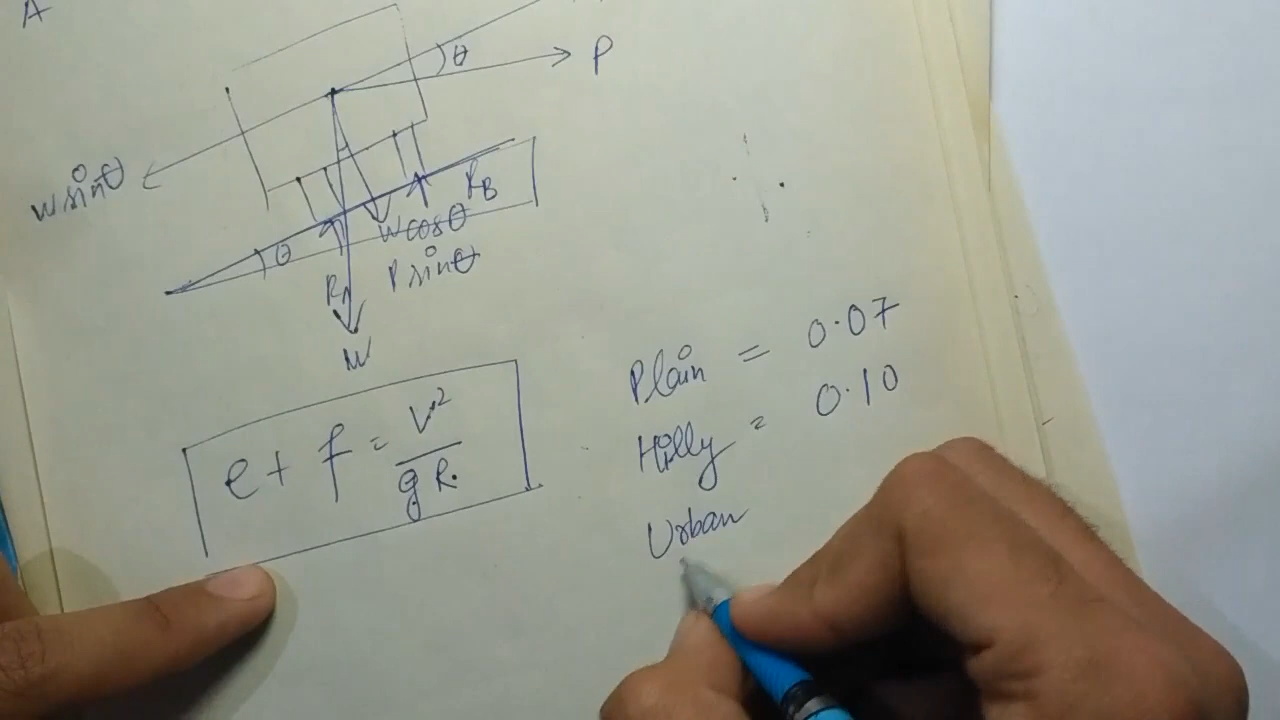 A
θ
P
w sinθ
R_B
W cosθ
θ
P sinθ
R_A
W
Plain = 0.07
Hilly = 0.10
e + f = V²/gR.
Urban